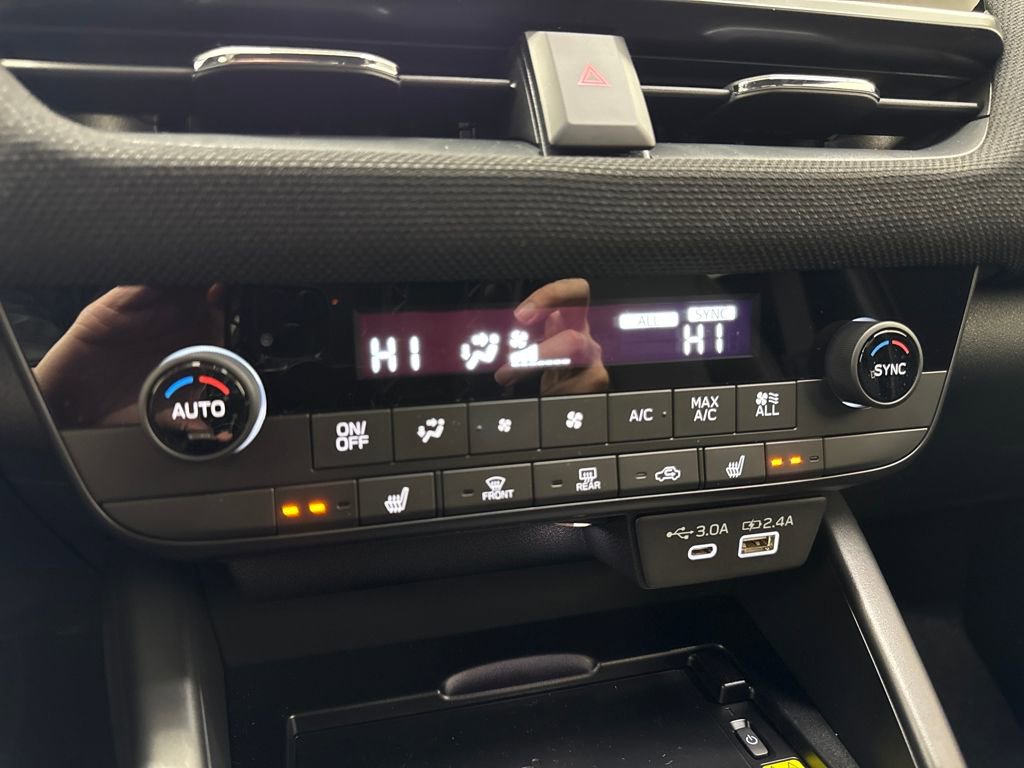 ALL
SYNC
HI
HI
AUTO
SYNC
ON/
OFF
A/C
MAX
A/C
ALL
FRONT
REAR
3.0A
2.4A